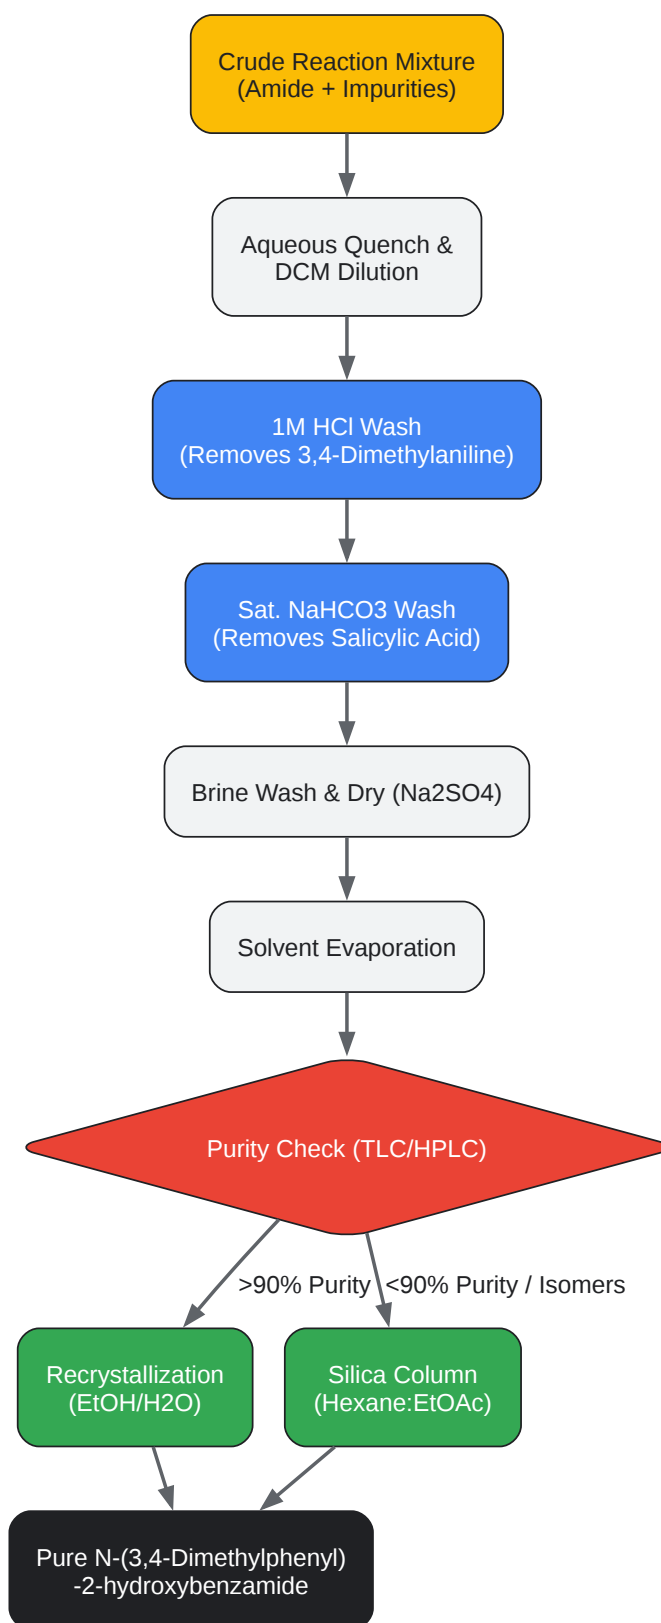 Crude Reaction Mixture
(Amide + Impurities)
Aqueous Quench &
DCM Dilution
1M HCl Wash
(Removes 3,4-Dimethylaniline)
Sat. NaHCO3 Wash
(Removes Salicylic Acid)
Brine Wash & Dry (Na2SO4)
Solvent Evaporation
Purity Check (TLC/HPLC)
>90% Purity
<90% Purity / Isomers
Recrystallization
(EtOH/H2O)
Silica Column
(Hexane:EtOAc)
Pure N-(3,4-Dimethylphenyl)
-2-hydroxybenzamide